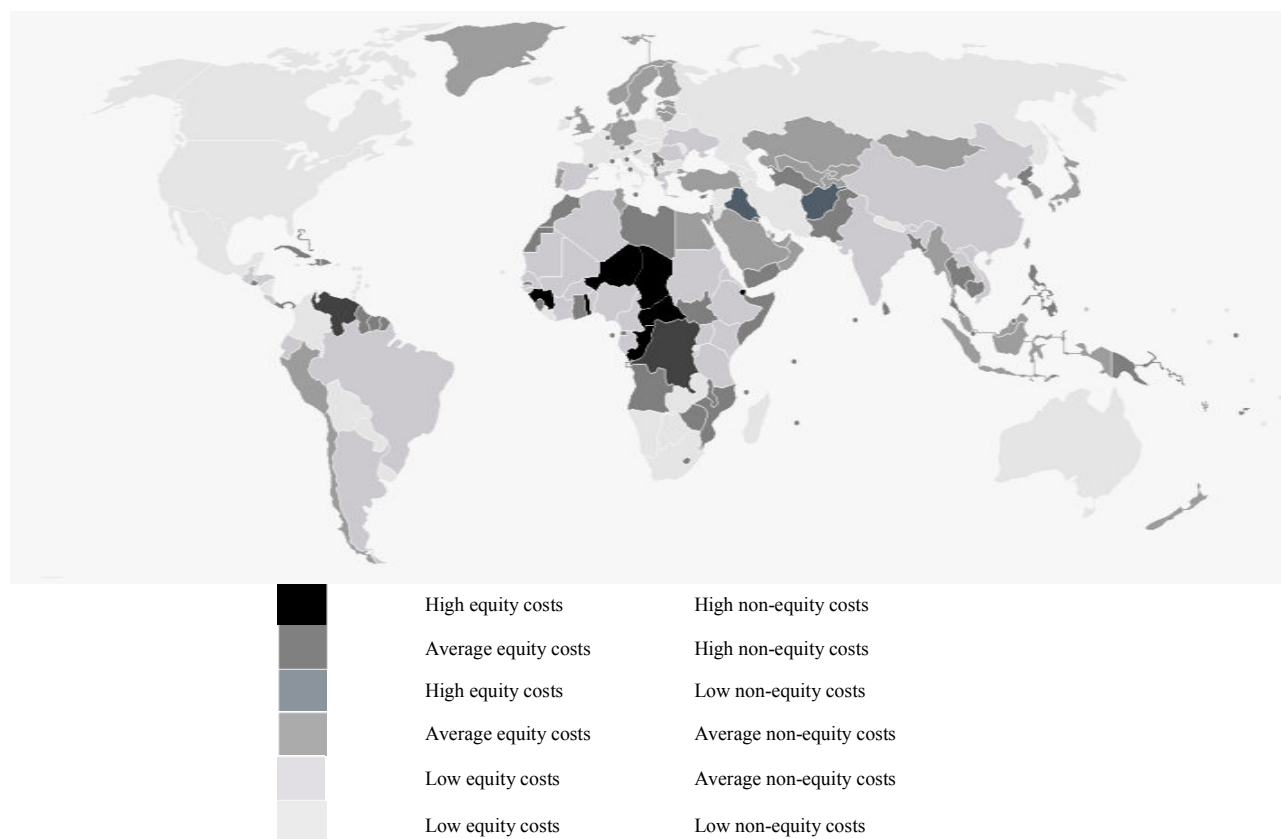 High equity costs High non-equity costs
Average equity costs High non-equity costs
High equity costs Low non-equity costs
Average equity costs Average non-equity costs
Low equity costs Average non-equity costs
Low equity costs Low non-equity costs